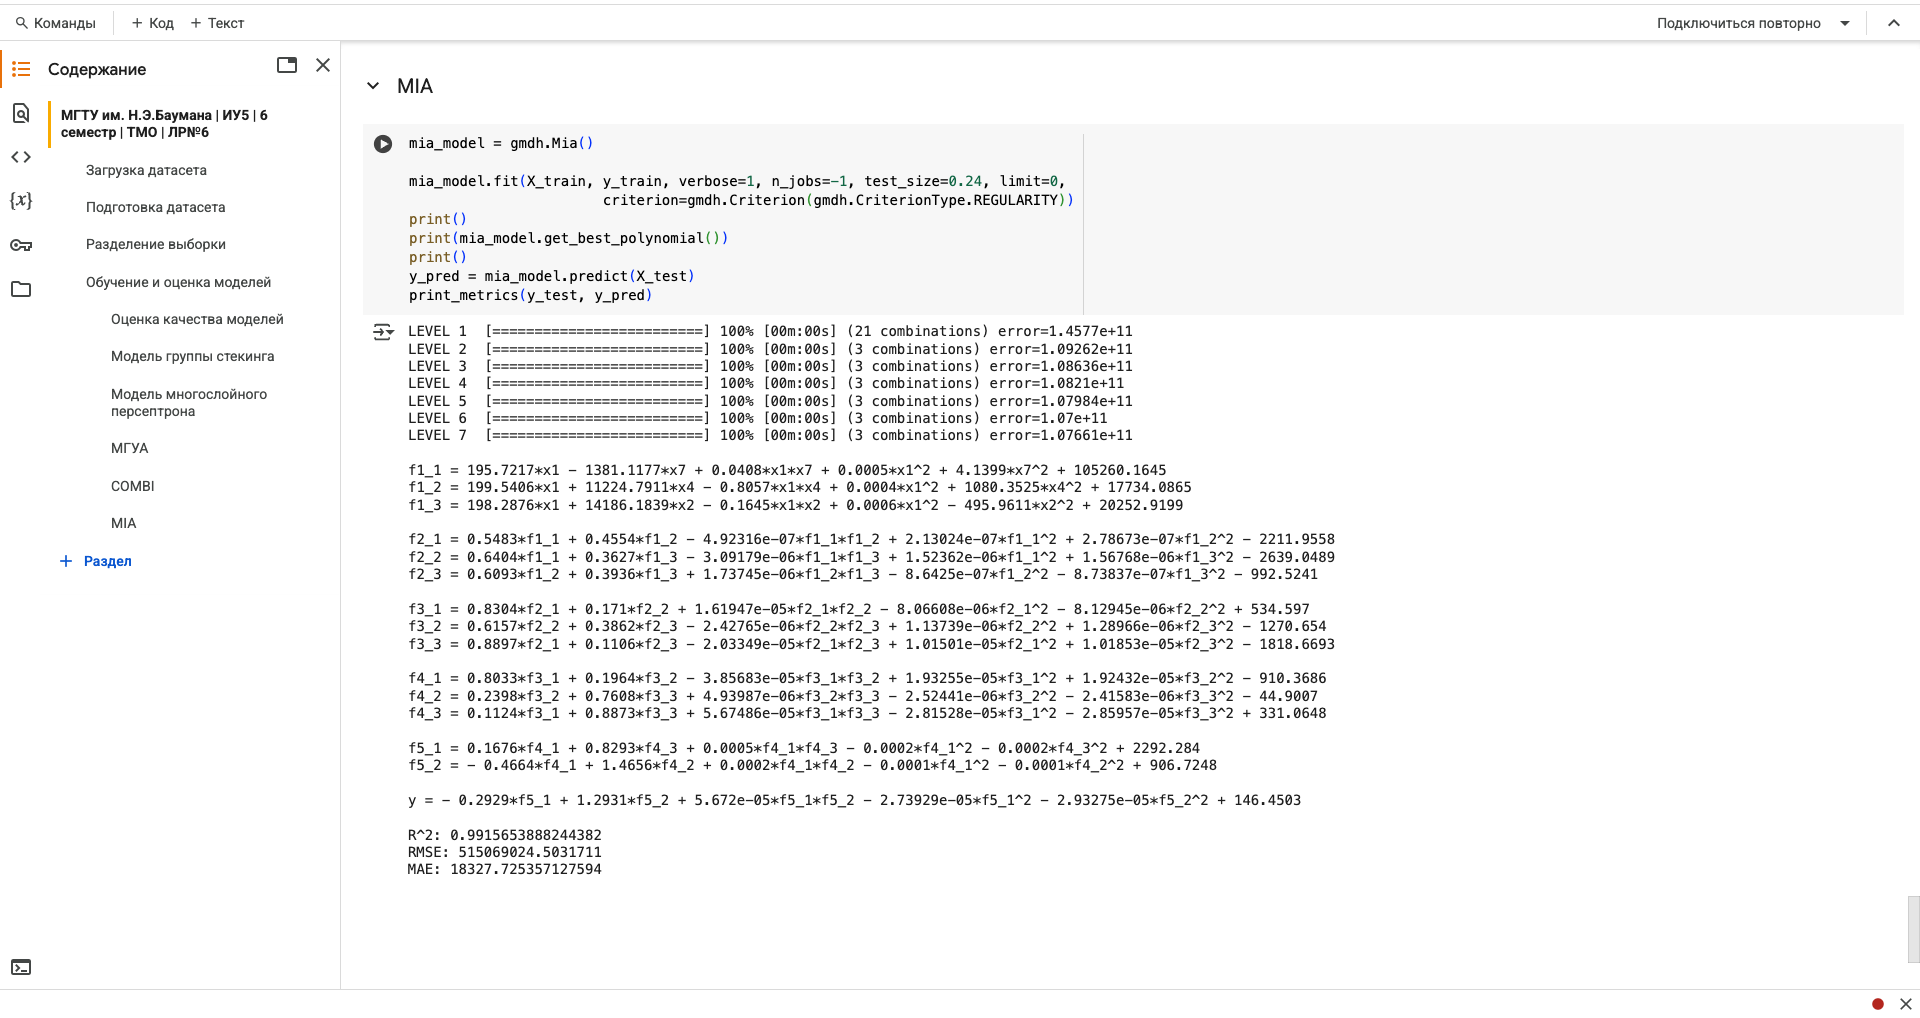 Команды
+ Код + Текст
Подключиться повторно
Содержание
МГТУ им. Н.Э.Баумана | ИУ5 | 6
семестр | ТМО | ЛР№6
Загрузка датасета
Подготовка датасета
Разделение выборки
Обучение и оценка моделей
Оценка качества моделей
Модель группы стекинга
Модель многослойного
персептрона
МГУА
COMBI
MIA
+ Раздел
MIA
mia_model = gmdh.Mia()
mia_model.fit(X_train, y_train, verbose=1, n_jobs=-1, test_size=0.24, limit=0,
criterion=gmdh.Criterion(gmdh.CriterionType.REGULARITY))
print()
print(mia_model.get_best_polynomial())
print()
y_pred = mia_model.predict(X_test)
print_metrics(y_test, y_pred)
LEVEL 1 [=========================] 100% [00m:00s] (21 combinations) error=1.4577e+11
LEVEL 2 [=========================] 100% [00m:00s] (3 combinations) error=1.09262e+11
LEVEL 3 [=========================] 100% [00m:00s] (3 combinations) error=1.08636e+11
LEVEL 4 [=========================] 100% [00m:00s] (3 combinations) error=1.0821e+11
LEVEL 5 [=========================] 100% [00m:00s] (3 combinations) error=1.07984e+11
LEVEL 6 [=========================] 100% [00m:00s] (3 combinations) error=1.07e+11
LEVEL 7 [=========================] 100% [00m:00s] (3 combinations) error=1.07661e+11
f1_1 = 195.7217*x1 - 1381.1177*x7 + 0.0408*x1*x7 + 0.0005*x1^2 + 4.1399*x7^2 + 105260.1645
f1_2 = 199.5406*x1 + 11224.7911*x4 - 0.8057*x1*x4 + 0.0004*x1^2 + 1080.3525*x4^2 + 17734.0865
f1_3 = 198.2876*x1 + 14186.1839*x2 - 0.1645*x1*x2 + 0.0006*x1^2 - 495.9611*x2^2 + 20252.9199
f2_1 = 0.5483*f1_1 + 0.4554*f1_2 - 4.92316e-07*f1_1*f1_2 + 2.13024e-07*f1_1^2 + 2.78673e-07*f1_2^2 - 2211.9558
f2_2 = 0.6404*f1_1 + 0.3627*f1_3 - 3.09179e-06*f1_1*f1_3 + 1.52362e-06*f1_1^2 + 1.56768e-06*f1_3^2 - 2639.0489
f2_3 = 0.6093*f1_2 + 0.3936*f1_3 + 1.73745e-06*f1_2*f1_3 - 8.6425e-07*f1_2^2 - 8.73837e-07*f1_3^2 - 992.5241
f3_1 = 0.8304*f2_1 + 0.171*f2_2 + 1.61947e-05*f2_1*f2_2 - 8.06608e-06*f2_1^2 - 8.12945e-06*f2_2^2 + 534.597
f3_2 = 0.6157*f2_2 + 0.3862*f2_3 - 2.42765e-06*f2_2*f2_3 + 1.13739e-06*f2_2^2 + 1.28966e-06*f2_3^2 - 1270.654
f3_3 = 0.8897*f2_1 + 0.1106*f2_3 - 2.03349e-05*f2_1*f2_3 + 1.01501e-05*f2_1^2 + 1.01853e-05*f2_3^2 - 1818.6693
f4_1 = 0.8033*f3_1 + 0.1964*f3_2 - 3.85683e-05*f3_1*f3_2 + 1.93255e-05*f3_1^2 + 1.92432e-05*f3_2^2 - 910.3686
f4_2 = 0.2398*f3_2 + 0.7608*f3_3 + 4.93987e-06*f3_2*f3_3 - 2.52441e-06*f3_2^2 - 2.41583e-06*f3_3^2 - 44.9007
f4_3 = 0.1124*f3_1 + 0.8873*f3_3 + 5.67486e-05*f3_1*f3_3 - 2.81528e-05*f3_1^2 - 2.85957e-05*f3_3^2 + 331.0648
f5_1 = 0.1676*f4_1 + 0.8293*f4_3 + 0.0005*f4_1*f4_3 - 0.0002*f4_1^2 - 0.0002*f4_3^2 + 2292.284
f5_2 = - 0.4664*f4_1 + 1.4656*f4_2 + 0.0002*f4_1*f4_2 - 0.0001*f4_1^2 - 0.0001*f4_2^2 + 906.7248
y = - 0.2929*f5_1 + 1.2931*f5_2 + 5.672e-05*f5_1*f5_2 - 2.73929e-05*f5_1^2 - 2.93275e-05*f5_2^2 + 146.4503
R^2: 0.9915653888244382
RMSE: 515069024.5031711
MAE: 18327.725357127594